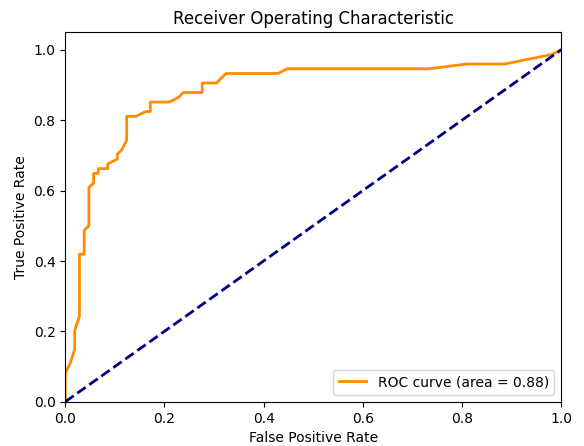 Receiver Operating Characteristic
True Positive Rate
1.0
0.8
0.6
0.4
0.2
0.0
0.0 0.2 0.4 0.6 0.8 1.0
False Positive Rate
ROC curve (area = 0.88)